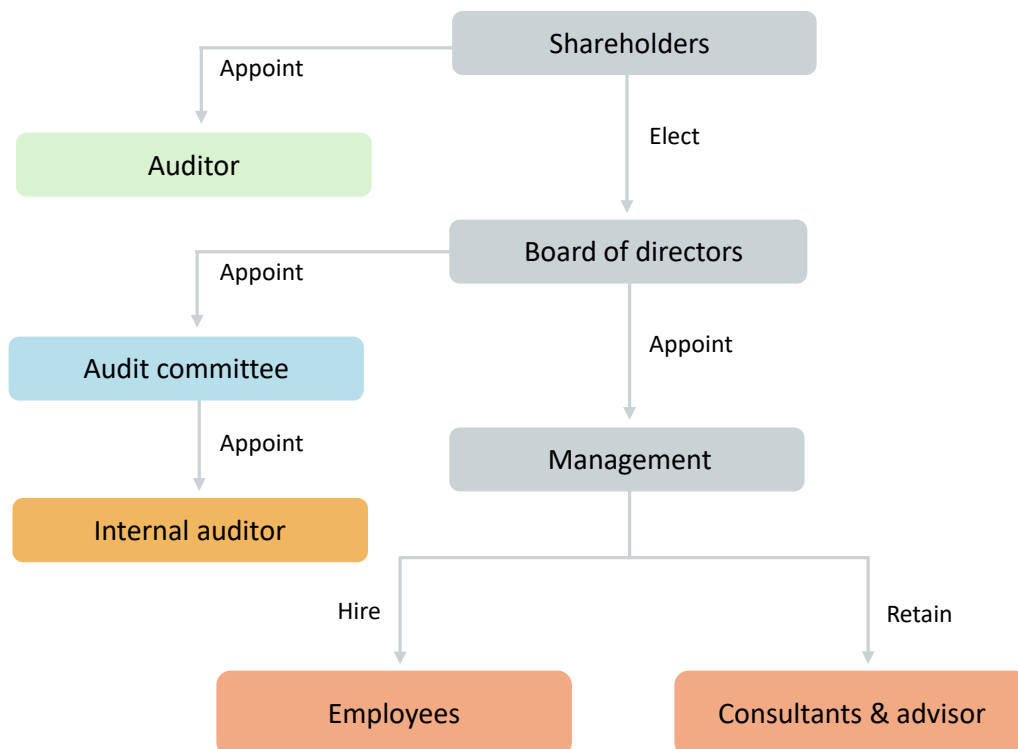 Shareholders
Appoint
Elect
Auditor
Board of directors
Appoint
Appoint
Audit committee
Appoint
Management
Internal auditor
Hire
Retain
Employees
Consultants & advisor